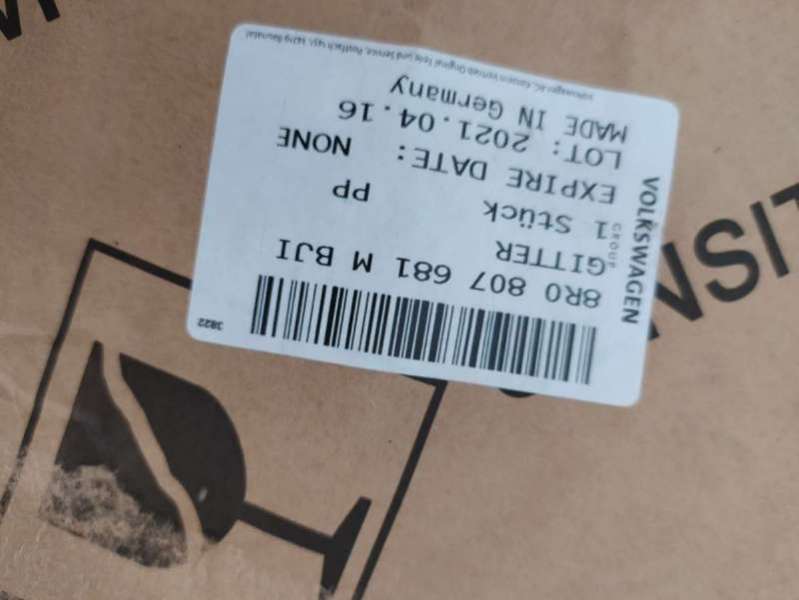 8R0 807 681 M BJI
GITTER
1 Stück
PP
EXPIRE DATE: NONE
LOT: 2021.04.16
MADE IN Germany
VOLKSWAGEN
GROUP
3822